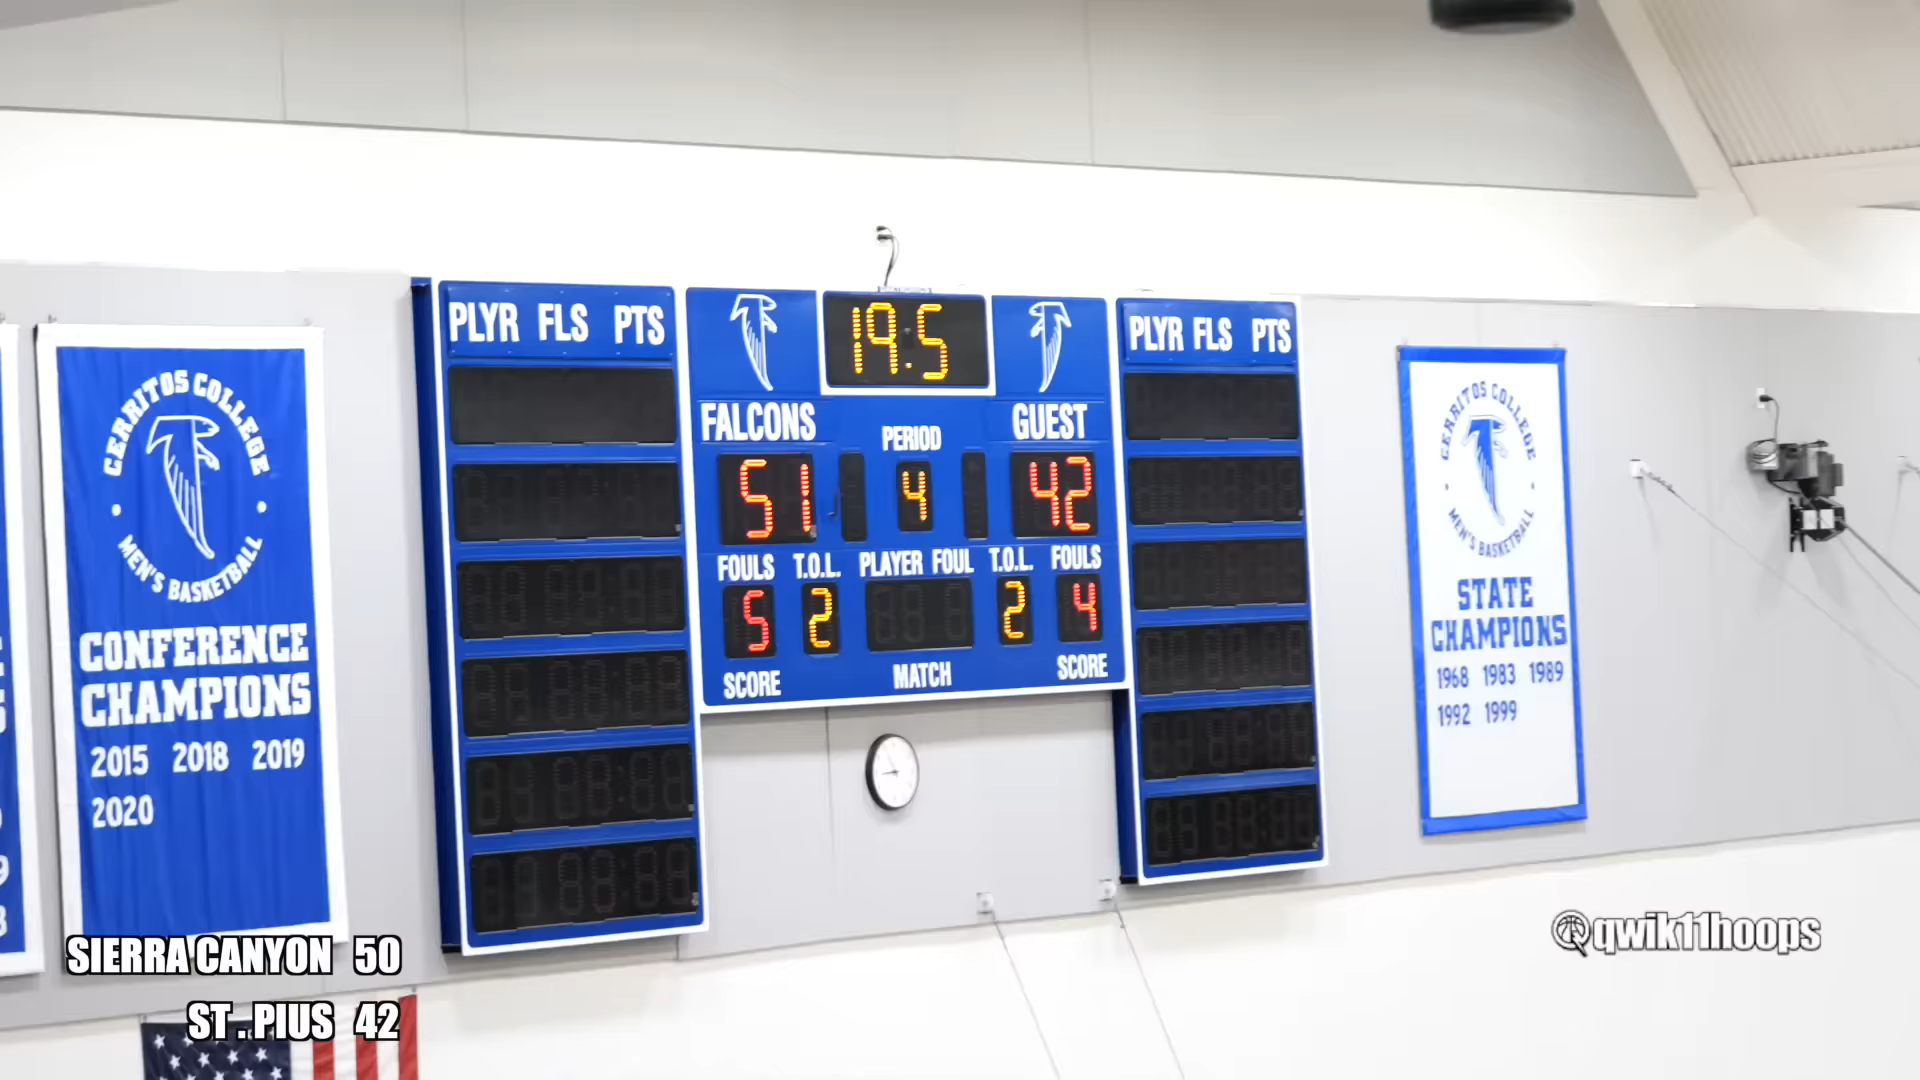 CERRITOS COLLEGE
MEN'S BASKETBALL
CONFERENCE
CHAMPIONS
2015 2018 2019
2020
PLYR FLS PTS
19.5
PLYR FLS PTS
FALCONS
PERIOD
GUEST
51
4
42
FOULS T.O.L. PLAYER FOUL T.O.L. FOULS
5 2 2 4
SCORE MATCH SCORE
CERRITOS COLLEGE
MEN'S BASKETBALL
STATE
CHAMPIONS
1968 1983 1989
1992 1999
SIERRA CANYON 50
ST. PIUS 42
@qwik11hoops